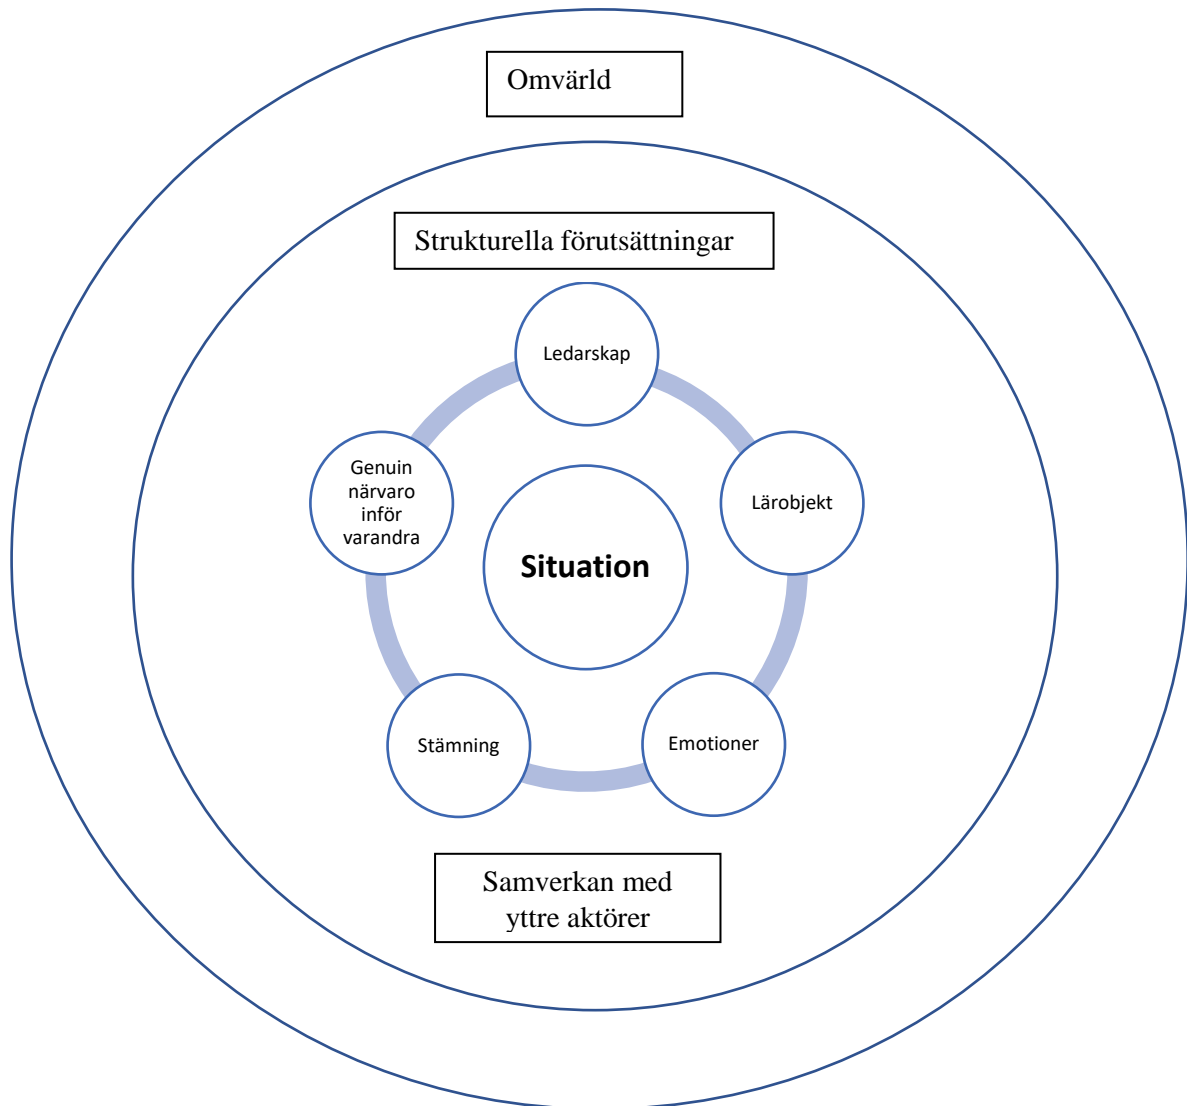 Omvärld
Strukturella förutsättningar
Ledarskap
Genuin
närvaro
inför
varandra
Lärobjekt
Situation
Stämning
Emotioner
Samverkan med
yttre aktörer